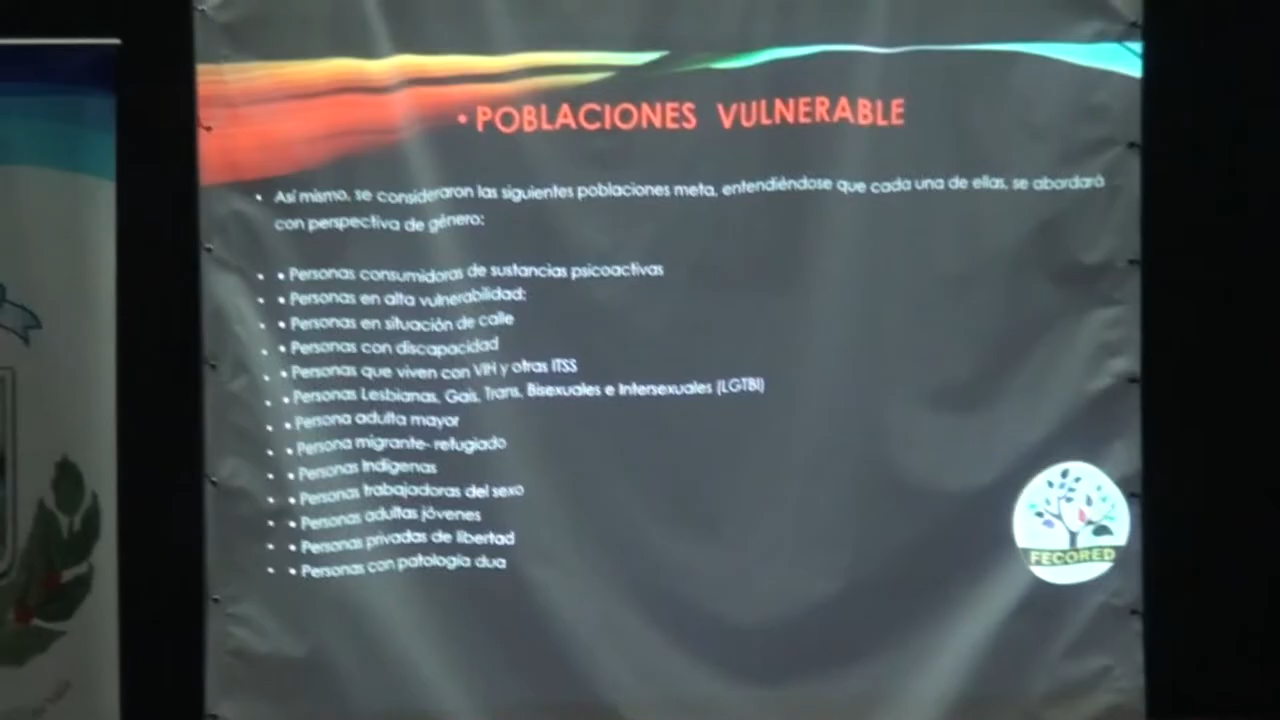 • POBLACIONES VULNERABLE
• Así mismo, se consideraron las siguientes poblaciones meta, entendiéndose que cada una de ellas, se abordará
con perspectiva de género:
• • Personas consumidoras de sustancias psicoactivas
• • Personas en alta vulnerabilidad:
• • Personas en situación de calle
• • Personas con discapacidad
• • Personas que viven con VIH y otras ITSS
• • Personas Lesbianas, Gais, Trans, Bisexuales e Intersexuales (LGTBI)
• • Persona adulta mayor
• • Persona migrante- refugiado
• • Personas Indígenas
• • Personas trabajadoras del sexo
• • Personas adultas jóvenes
• • Personas privadas de libertad
• • Personas con patología dua
FECORED